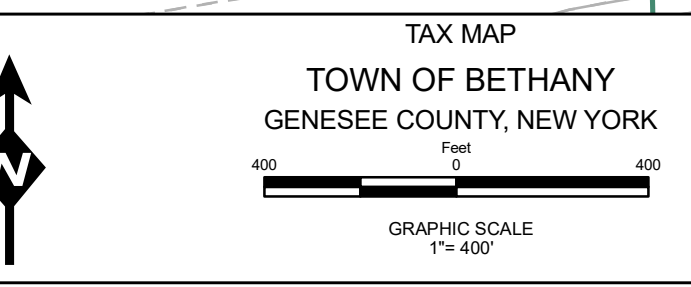 TAX MAP
TOWN OF BETHANY
GENESEE COUNTY, NEW YORK
Feet
400 0 400
N
GRAPHIC SCALE
1"= 400'